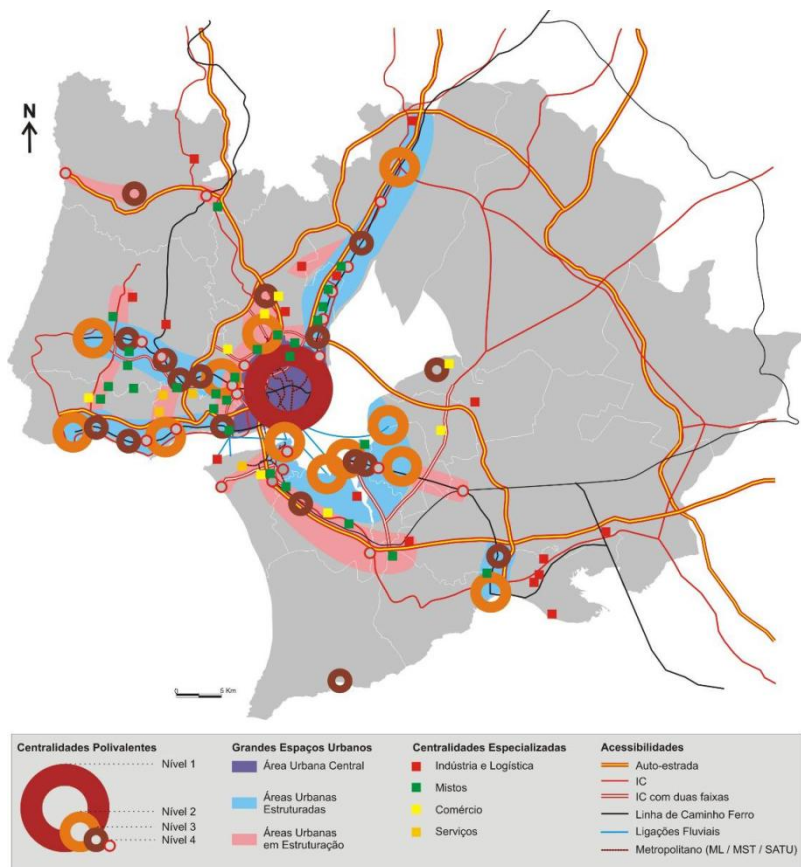 N
0 5 Km
Centralidades Polivalentes
Nível 1
Nível 2
Nível 3
Nível 4
Grandes Espaços Urbanos
Área Urbana Central
Áreas Urbanas
Estruturadas
Áreas Urbanas
em Estruturação
Centralidades Especializadas
Indústria e Logística
Mistos
Comércio
Serviços
Acessibilidades
Auto-estrada
IC
IC com duas faixas
Linha de Caminho Ferro
Ligações Fluviais
Metropolitano (ML / MST / SATU)